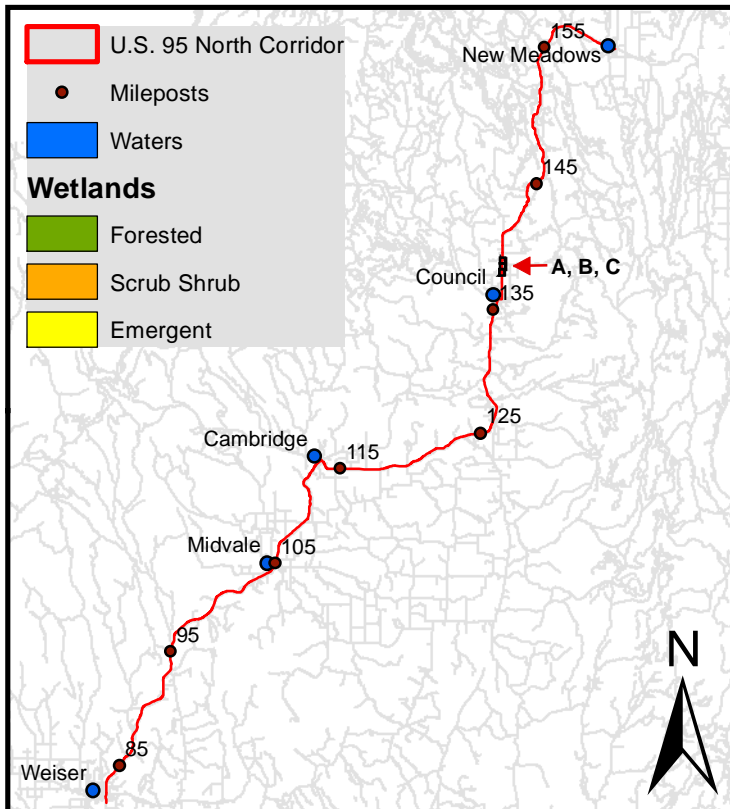 U.S. 95 North Corridor
Mileposts
Waters
Wetlands
Forested
Scrub Shrub
Emergent
155
New Meadows
145
A, B, C
Council
135
125
Cambridge
115
Midvale
105
95
N
85
Weiser